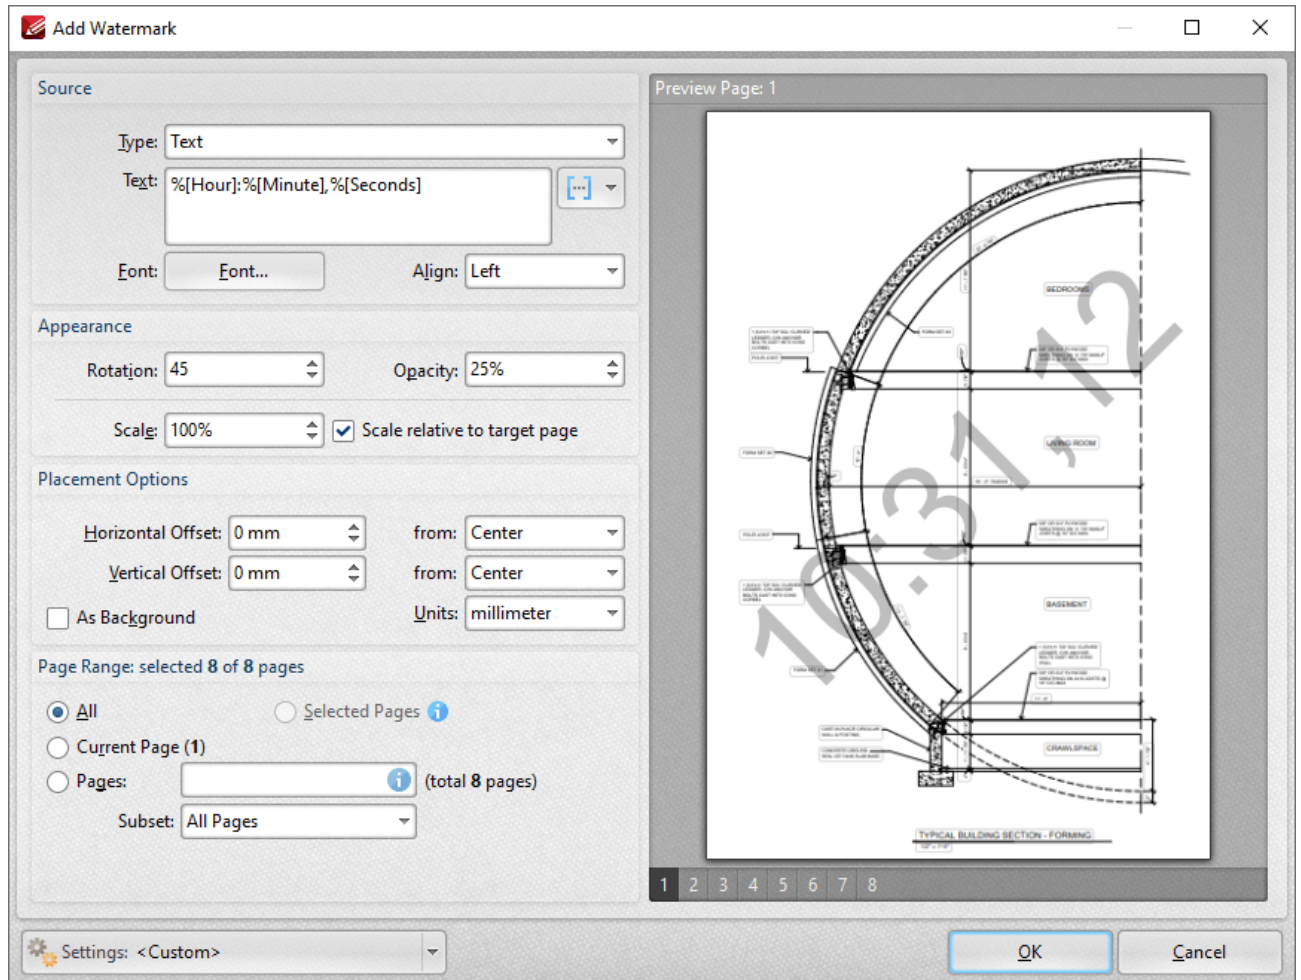 Add Watermark
Source
Type: Text
Text: %[Hour]:%[Minute],%[Seconds]
Font: Font... Align: Left
Appearance
Rotation: 45 Opacity: 25%
Scale: 100% Scale relative to target page
Placement Options
Horizontal Offset: 0 mm from: Center
Vertical Offset: 0 mm from: Center
As Background Units: millimeter
Page Range: selected 8 of 8 pages
All Selected Pages
Current Page (1)
Pages: (total 8 pages)
Subset: All Pages
Preview Page: 1
BEDROOMS
LIVING ROOM
BASEMENT
CRAWLSPACE
TYPICAL BUILDING SECTION - FORMING
10:31, 12
1 2 3 4 5 6 7 8
Settings: <Custom>
OK Cancel